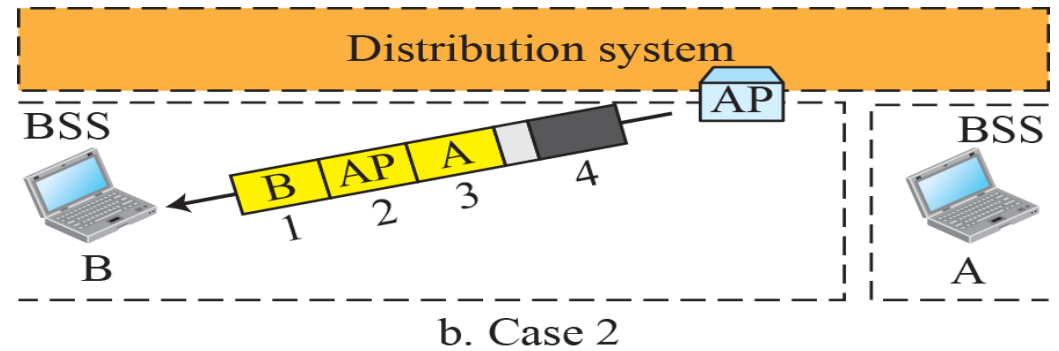 Distribution system
AP
BSS
BSS
B AP A
1 2 3 4
B
A
b. Case 2